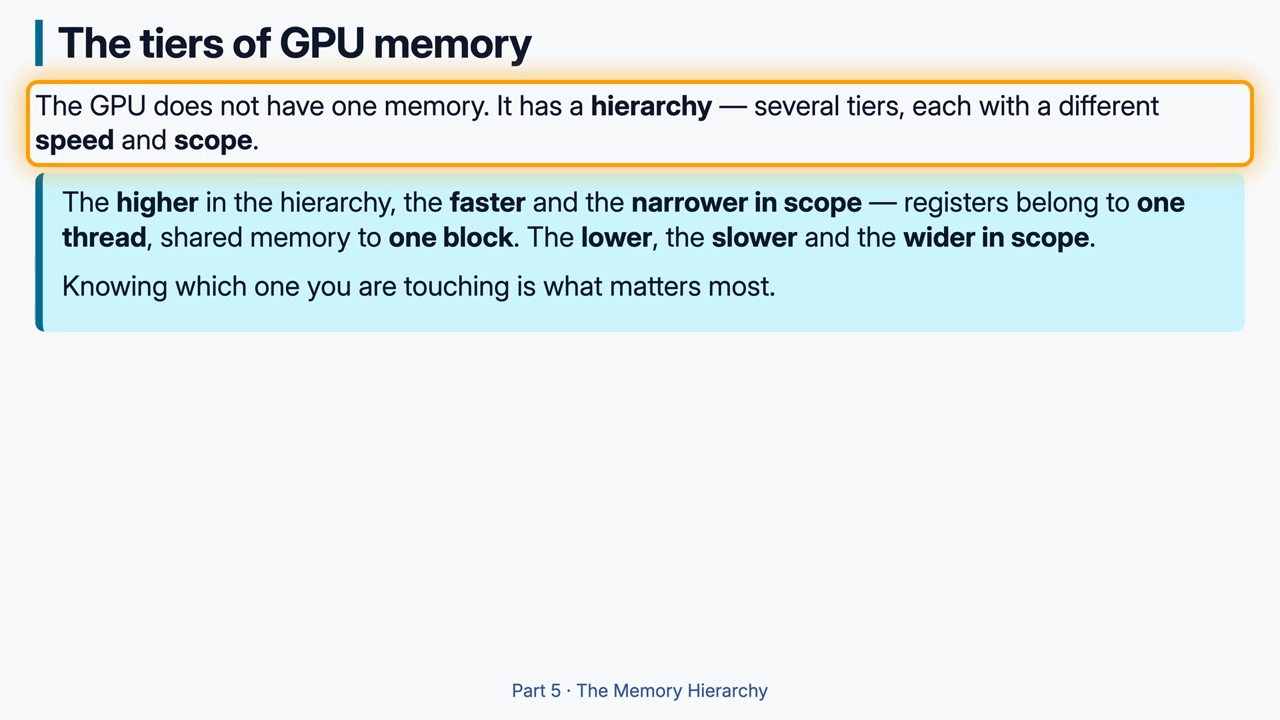 The tiers of GPU memory
The GPU does not have one memory. It has a hierarchy — several tiers, each with a different
speed and scope.
The higher in the hierarchy, the faster and the narrower in scope — registers belong to one
thread, shared memory to one block. The lower, the slower and the wider in scope.
Knowing which one you are touching is what matters most.
Part 5 · The Memory Hierarchy